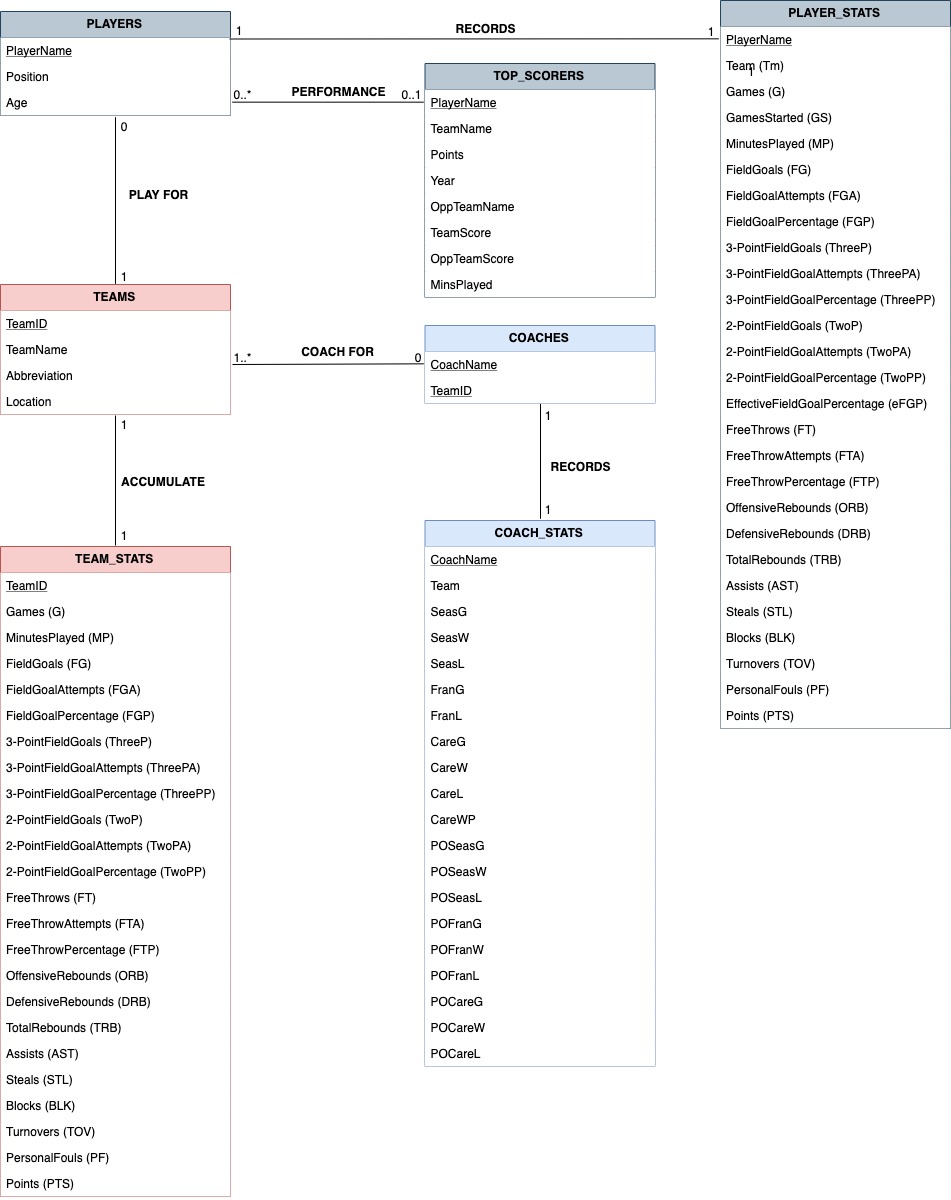 PLAYERS
PlayerName
Position
Age
1
RECORDS
1
0..*
PERFORMANCE
0..1
0
PLAY FOR
1
TOP_SCORERS
PlayerName
TeamName
Points
Year
OppTeamName
TeamScore
OppTeamScore
MinsPlayed
PLAYER_STATS
PlayerName
Team (Tm)
Games (G)
GamesStarted (GS)
MinutesPlayed (MP)
FieldGoals (FG)
FieldGoalAttempts (FGA)
FieldGoalPercentage (FGP)
3-PointFieldGoals (ThreeP)
3-PointFieldGoalAttempts (ThreePA)
3-PointFieldGoalPercentage (ThreePP)
2-PointFieldGoals (TwoP)
2-PointFieldGoalAttempts (TwoPA)
2-PointFieldGoalPercentage (TwoPP)
EffectiveFieldGoalPercentage (eFGP)
FreeThrows (FT)
FreeThrowAttempts (FTA)
FreeThrowPercentage (FTP)
OffensiveRebounds (ORB)
DefensiveRebounds (DRB)
TotalRebounds (TRB)
Assists (AST)
Steals (STL)
Blocks (BLK)
Turnovers (TOV)
PersonalFouls (PF)
Points (PTS)
TEAMS
TeamID
TeamName
Abbreviation
Location
1..*
COACH FOR
0
COACHES
CoachName
TeamID
1
ACCUMULATE
1
1
RECORDS
1
TEAM_STATS
TeamID
Games (G)
MinutesPlayed (MP)
FieldGoals (FG)
FieldGoalAttempts (FGA)
FieldGoalPercentage (FGP)
3-PointFieldGoals (ThreeP)
3-PointFieldGoalAttempts (ThreePA)
3-PointFieldGoalPercentage (ThreePP)
2-PointFieldGoals (TwoP)
2-PointFieldGoalAttempts (TwoPA)
2-PointFieldGoalPercentage (TwoPP)
FreeThrows (FT)
FreeThrowAttempts (FTA)
FreeThrowPercentage (FTP)
OffensiveRebounds (ORB)
DefensiveRebounds (DRB)
TotalRebounds (TRB)
Assists (AST)
Steals (STL)
Blocks (BLK)
Turnovers (TOV)
PersonalFouls (PF)
Points (PTS)
COACH_STATS
CoachName
Team
SeasG
SeasW
SeasL
FranG
FranL
CareG
CareW
CareL
CareWP
POSeasG
POSeasW
POSeasL
POFranG
POFranW
POFranL
POCareG
POCareW
POCareL